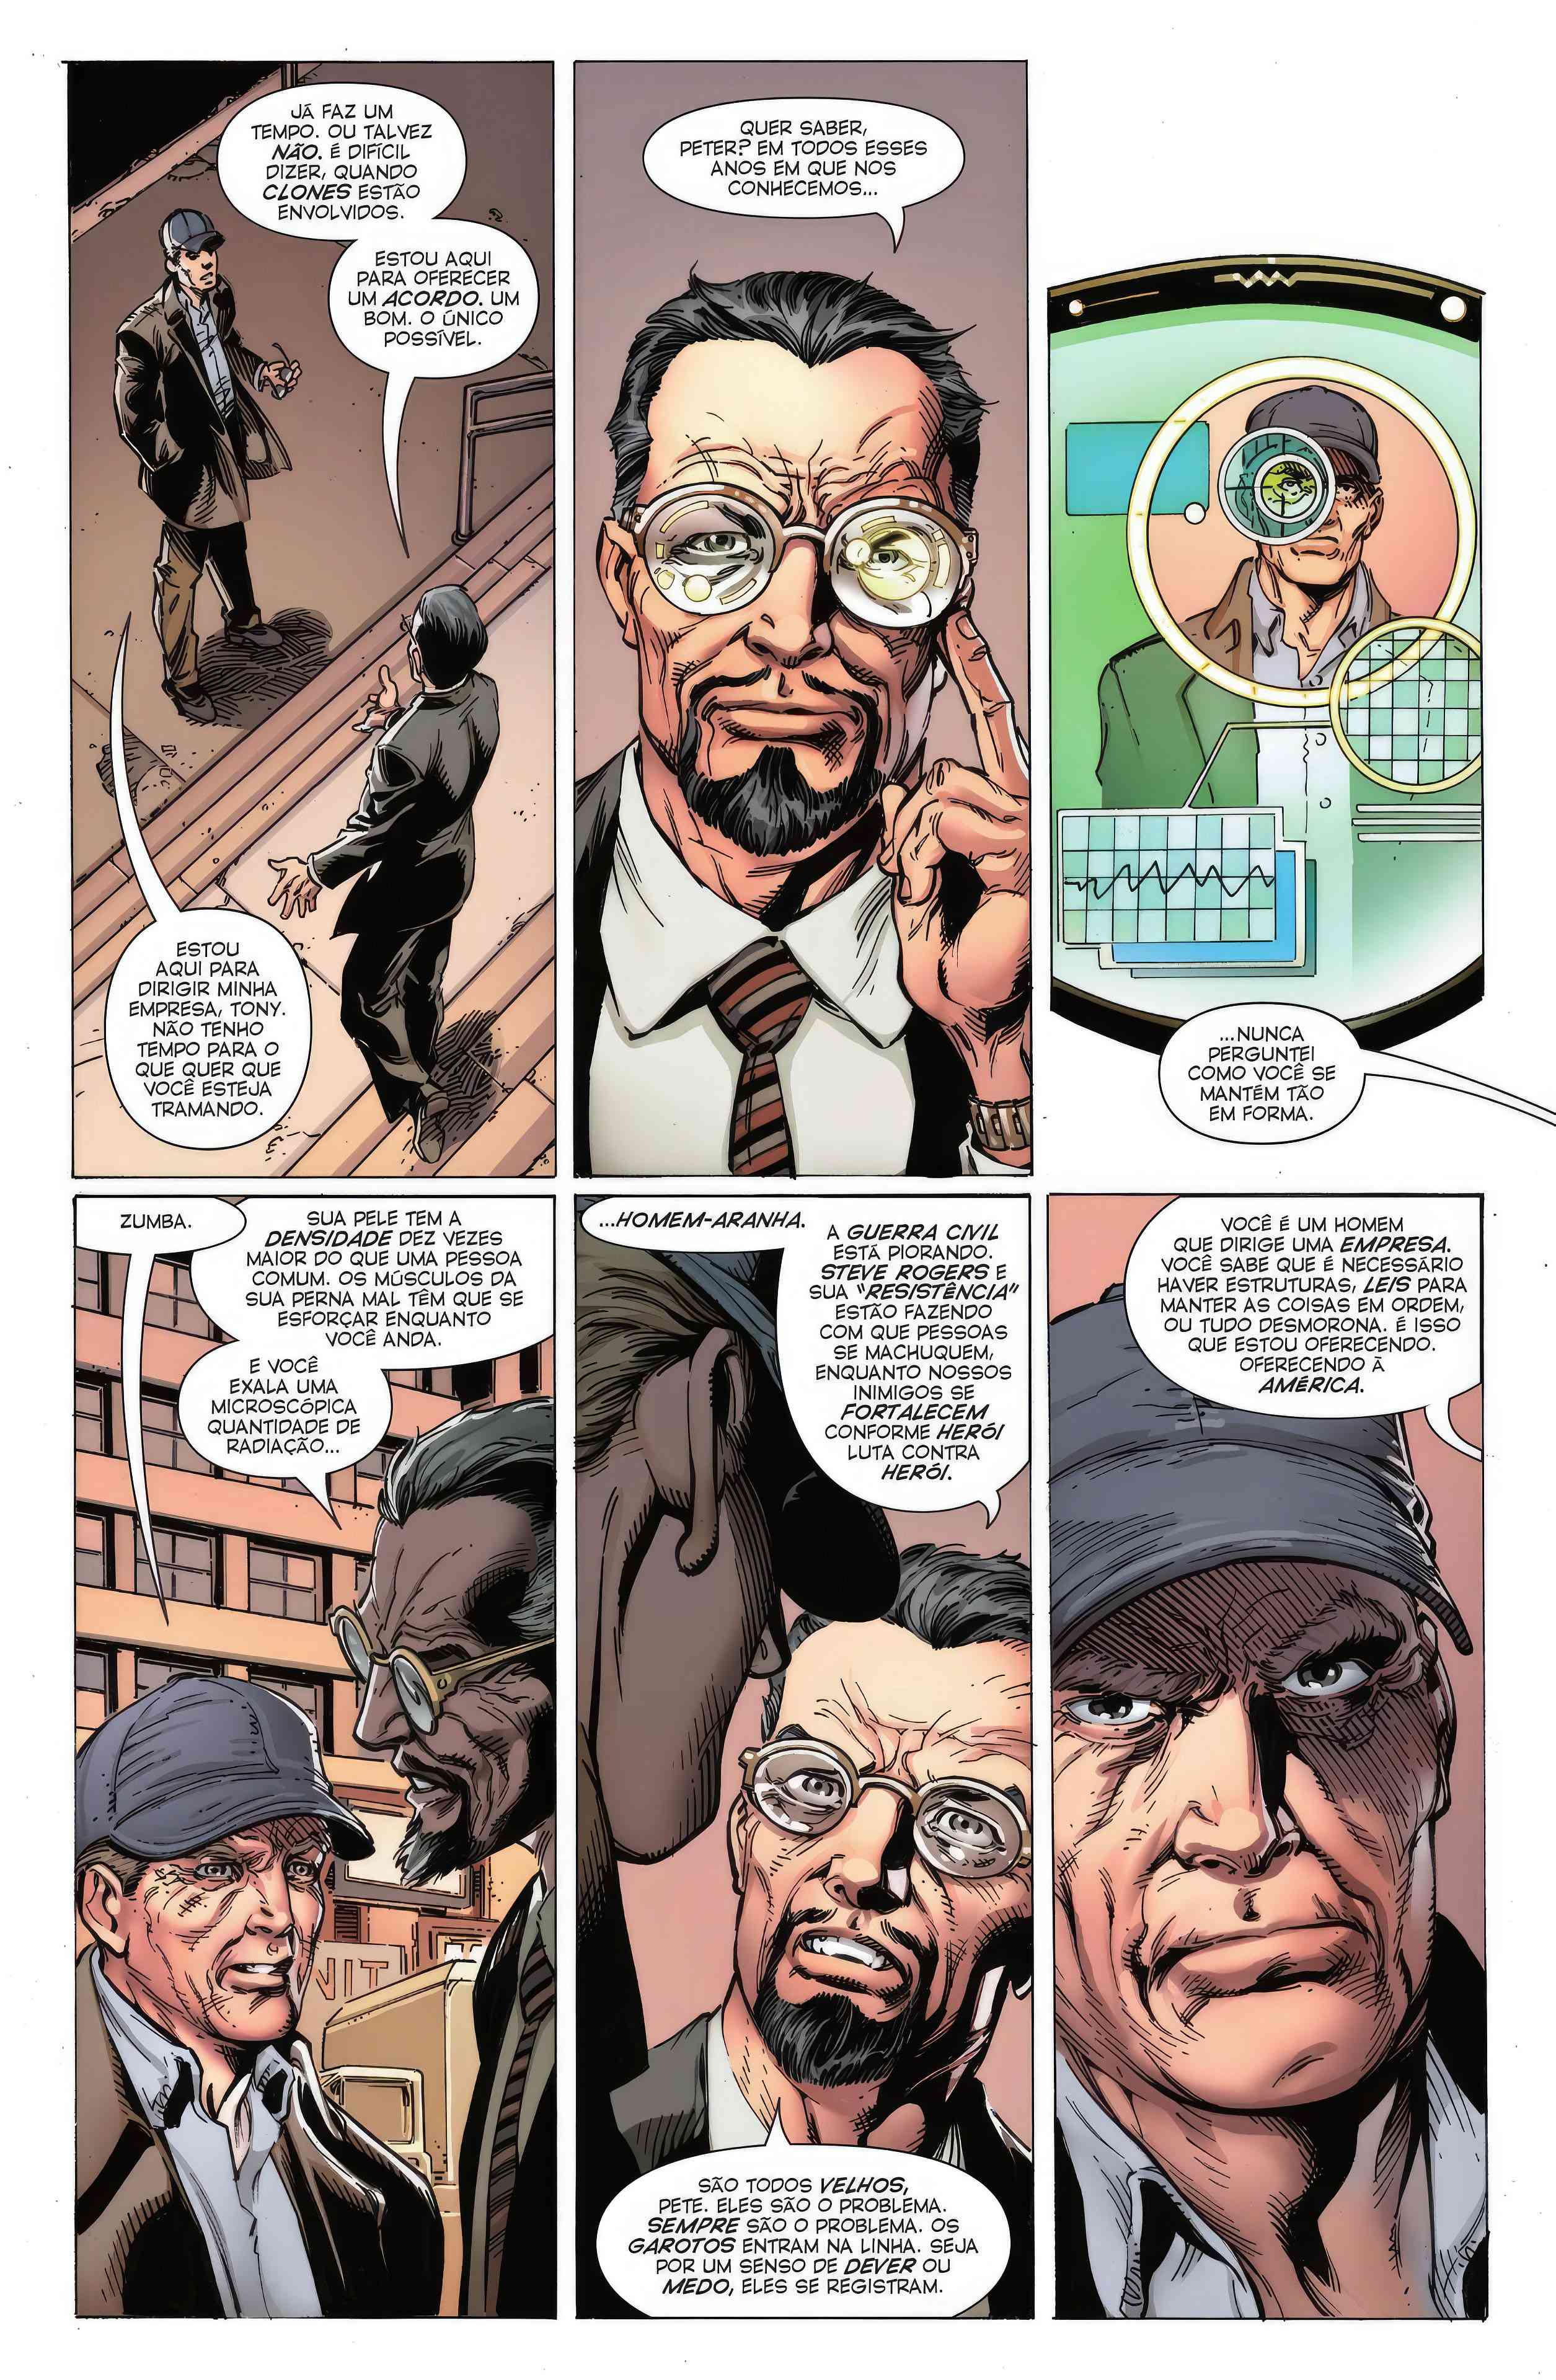 JÁ FAZ UM
TEMPO. OU TALVEZ
NÃO. É DIFÍCIL
DIZER, QUANDO
CLONES ESTÃO
ENVOLVIDOS.
ESTOU AQUI
PARA OFERECER
UM ACORDO. UM
BOM. O ÚNICO
POSSÍVEL.
ESTOU
AQUI PARA
DIRIGIR MINHA
EMPRESA, TONY.
NÃO TENHO
TEMPO PARA O
QUE QUER QUE
VOCÊ ESTEJA
TRAMANDO.
QUER SABER,
PETER? EM TODOS ESSES
ANOS EM QUE NOS
CONHECEMOS...
...NUNCA
PERGUNTEI
COMO VOCÊ SE
MANTÉM TÃO
EM FORMA.
ZUMBA.
SUA PELE TEM A
DENSIDADE DEZ VEZES
MAIOR DO QUE UMA PESSOA
COMUM. OS MÚSCULOS DA
SUA PERNA MAL TÊM QUE SE
ESFORÇAR ENQUANTO
VOCÊ ANDA.
E VOCÊ
EXALA UMA
MICROSCÓPICA
QUANTIDADE DE
RADIAÇÃO...
NIT
...HOMEM-ARANHA.
A GUERRA CIVIL
ESTÁ PIORANDO.
STEVE ROGERS E
SUA "RESISTÊNCIA"
ESTÃO FAZENDO
COM QUE PESSOAS
SE MACHUQUEM,
ENQUANTO NOSSOS
INIMIGOS SE
FORTALECEM
CONFORME HERÓI
LUTA CONTRA
HERÓI.
SÃO TODOS VELHOS,
PETE. ELES SÃO O PROBLEMA.
SEMPRE SÃO O PROBLEMA. OS
GAROTOS ENTRAM NA LINHA. SEJA
POR UM SENSO DE DEVER OU
MEDO, ELES SE REGISTRAM.
VOCÊ É UM HOMEM
QUE DIRIGE UMA EMPRESA.
VOCÊ SABE QUE É NECESSÁRIO
HAVER ESTRUTURAS, LEIS PARA
MANTER AS COISAS EM ORDEM,
OU TUDO DESMORONA. É ISSO
QUE ESTOU OFERECENDO.
OFERECENDO À
AMÉRICA.